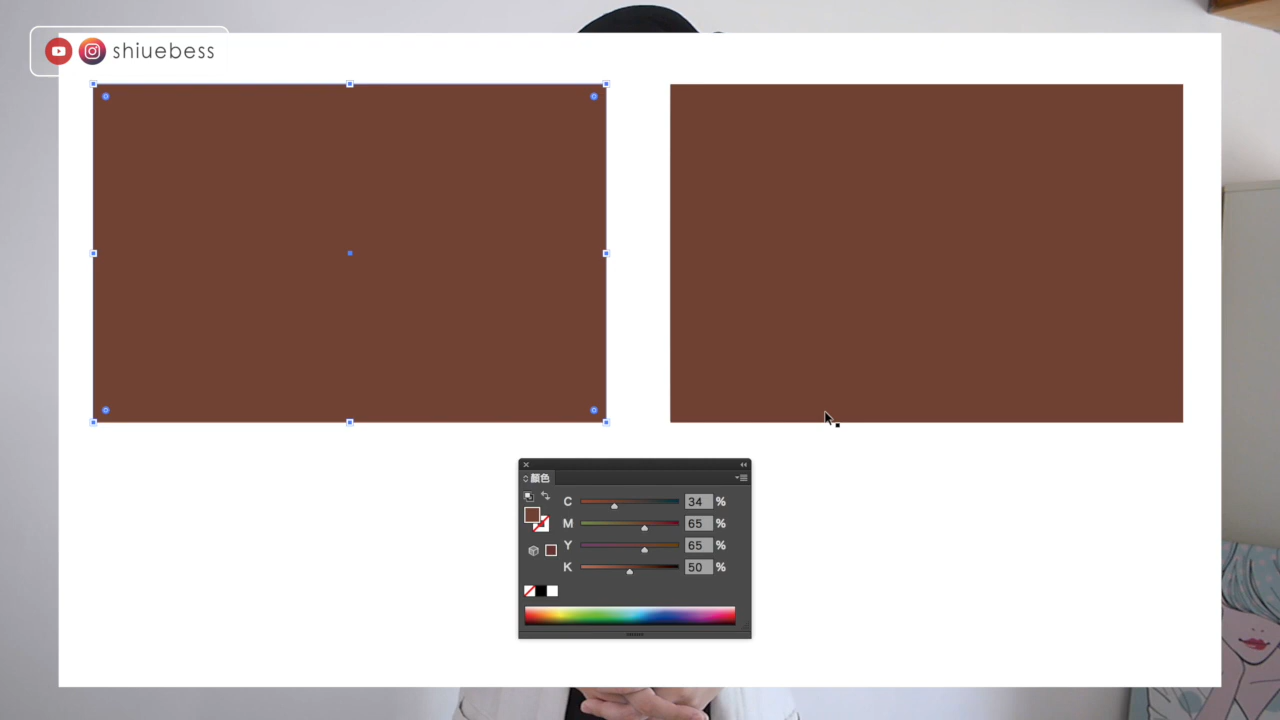 shiuebess
顏色
C 34 %
M 65 %
Y 65 %
K 50 %